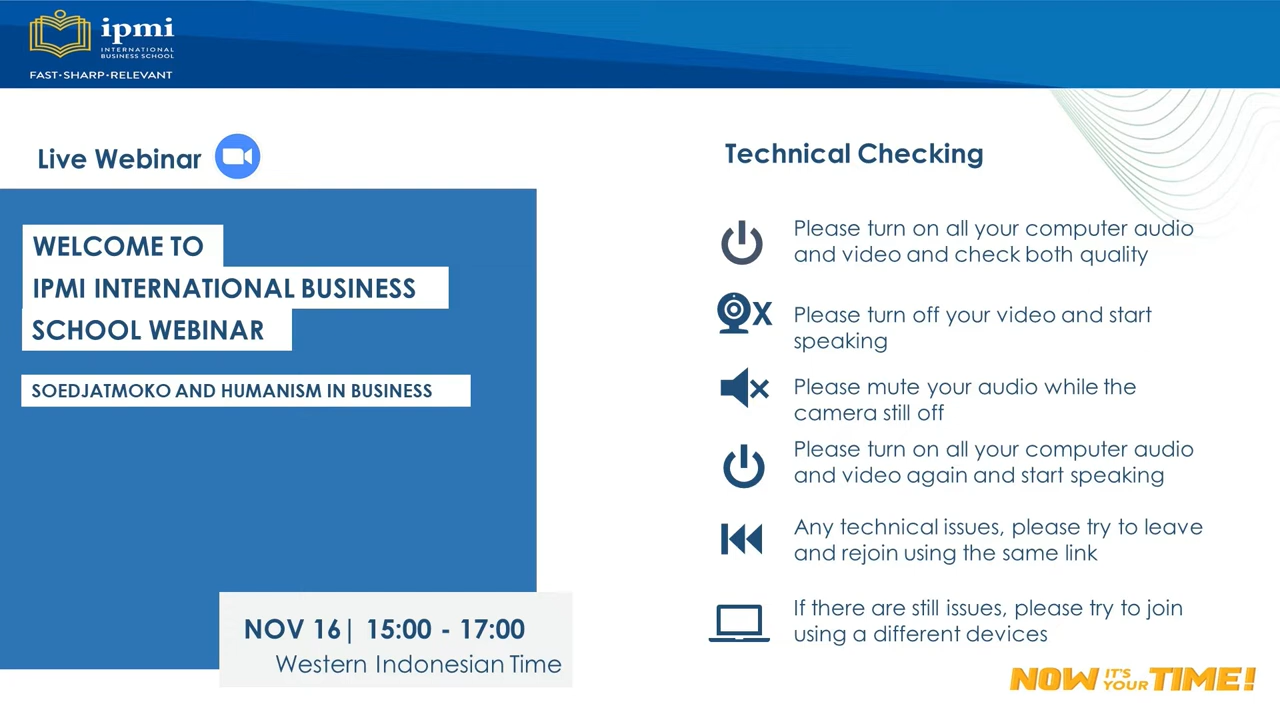 ipmi
INTERNATIONAL
BUSINESS SCHOOL
FAST•SHARP•RELEVANT
Live Webinar
WELCOME TO
IPMI INTERNATIONAL BUSINESS
SCHOOL WEBINAR
SOEDJATMOKO AND HUMANISM IN BUSINESS
NOV 16| 15:00 - 17:00
Western Indonesian Time
Technical Checking
Please turn on all your computer audio
and video and check both quality
X
Please turn off your video and start
speaking
Please mute your audio while the
camera still off
Please turn on all your computer audio
and video again and start speaking
Any technical issues, please try to leave
and rejoin using the same link
If there are still issues, please try to join
using a different devices
NOW IT'S YOUR TIME!